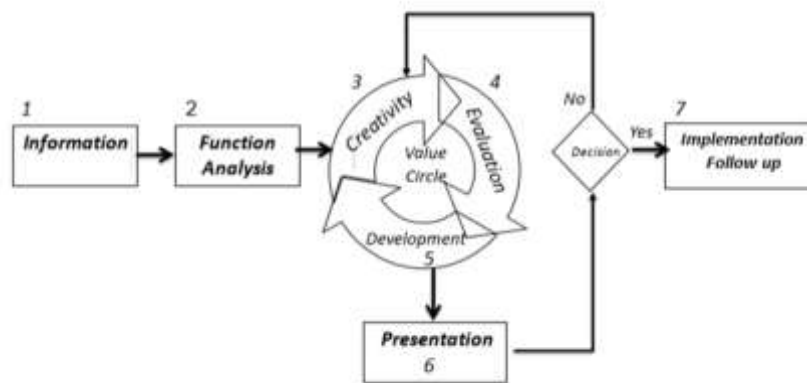 1
Information
2
Function
Analysis
3
Creativity
4
Evaluation
Value
Circle
Development
5
Presentation
6
Decision
No
Yes
7
Implementation
Follow up